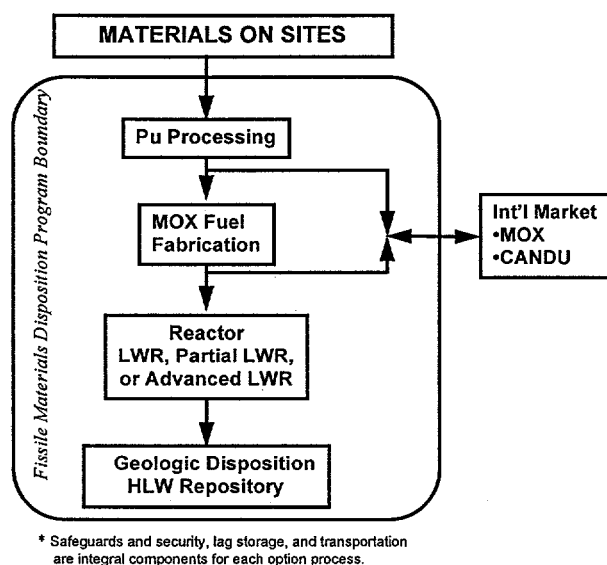 MATERIALS ON SITES
Fissile Materials Disposition Program Boundary
Pu Processing
MOX Fuel
Fabrication
Int'l Market
•MOX
•CANDU
Reactor
LWR, Partial LWR,
or Advanced LWR
Geologic Disposition
HLW Repository
* Safeguards and security, lag storage, and transportation
are integral components for each option process.